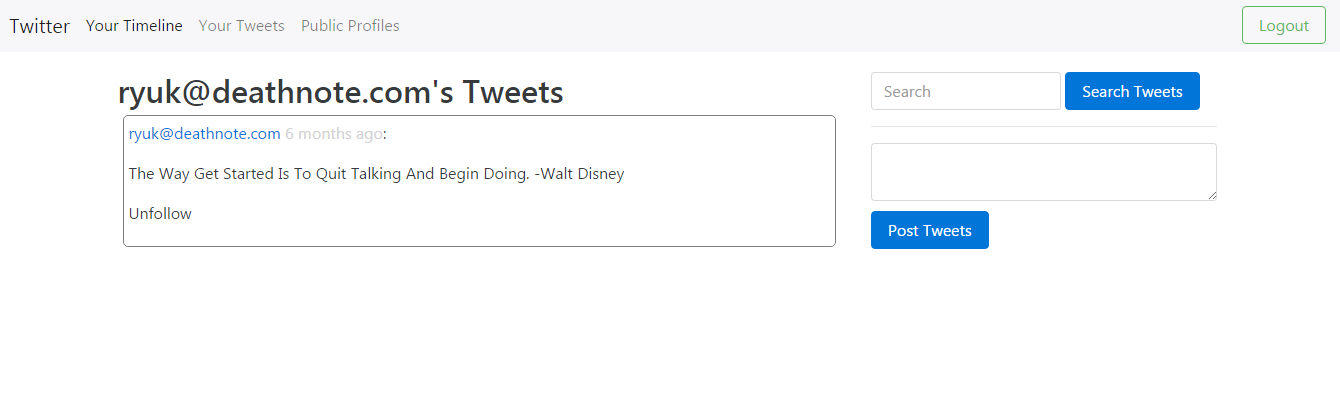 Twitter Your Timeline Your Tweets Public Profiles Logout
ryuk@deathnote.com's Tweets
Search Search Tweets
ryuk@deathnote.com 6 months ago:
The Way Get Started Is To Quit Talking And Begin Doing. -Walt Disney
Unfollow
Post Tweets